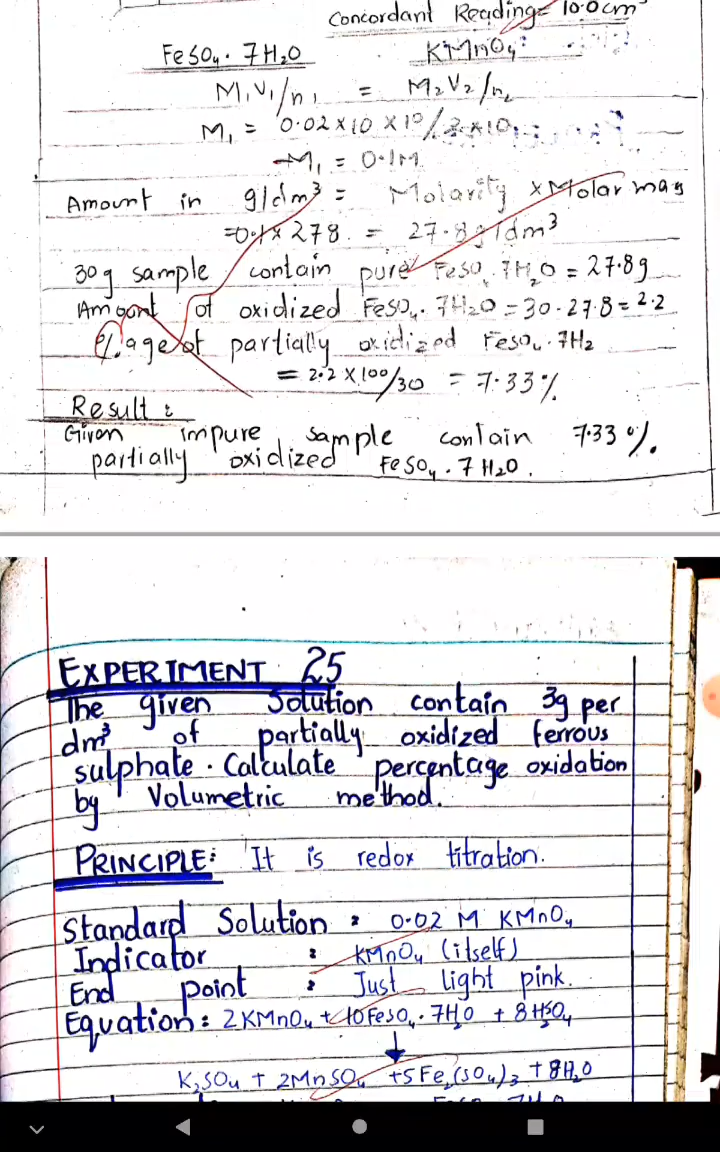 Concordant Reading= 10.0cm
FeSO4. 7H2O KMnO4
M1V1/n1 = M2V2/n2
M1 = 0.02×10×10/2×10
M1 = 0.1M
Amount in g/dm3 = Molarity × Molar mas
=0.1× 278 = 27.8g/dm3
30g sample contain pure FeSO4.7H2O = 27.8g
Amount of oxidized FeSO4.7H2O=30-27.8=2.2
%age of partially oxidized FeSO4.7H2
= 2.2×100/30 = 7.33%
Result :
Given impure sample contain 7.33 %.
partially oxidized FeSO4.7H2O.
EXPERIMENT 25
The given Solution contain 3g per
dm3 of partially oxidized ferrous
sulphate. Calculate percentage oxidation
by Volumetric method.
PRINCIPLE: It is redox titration.
Standard Solution : 0.02 M KMnO4
Indicator : KMnO4 (itself)
End point : Just light pink.
Equation: 2KMnO4 + 10FeSO4.7H2O + 8H2SO4
K2SO4 + 2MnSO4 +5Fe2(SO4)3 + 8H2O